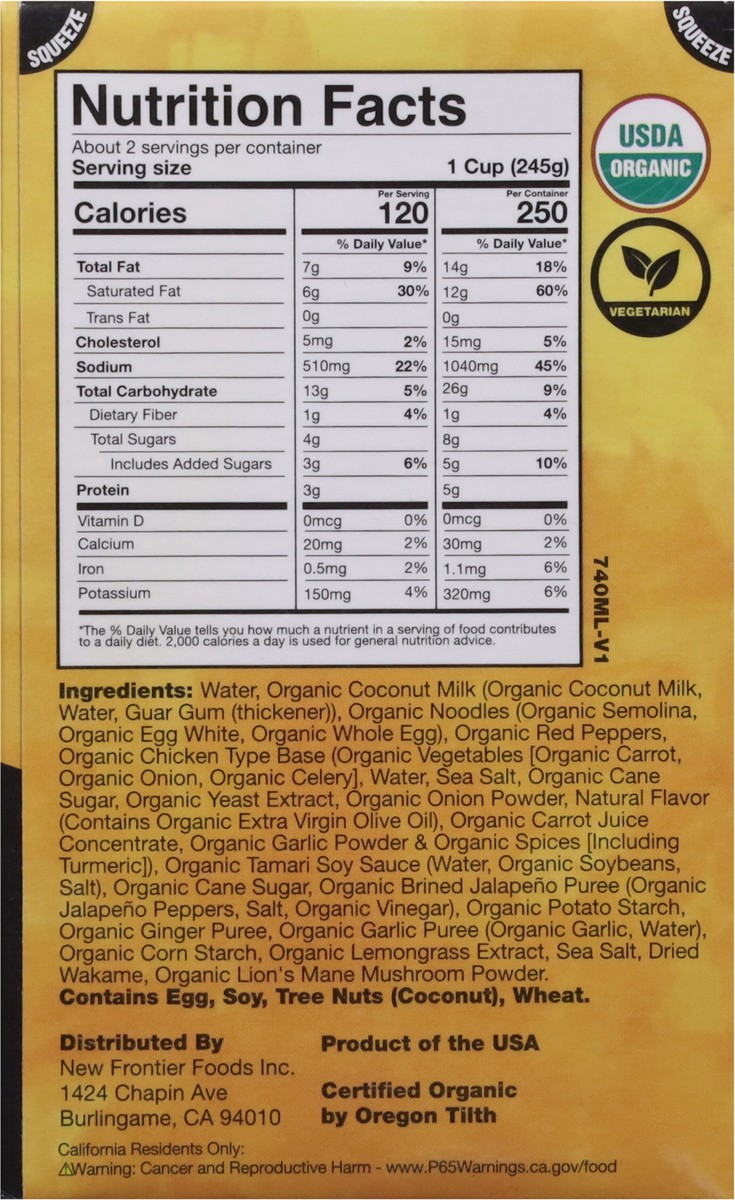 SQUEEZE
SQUEEZE
Nutrition Facts
About 2 servings per container
Serving size 1 Cup (245g)
Per Serving Per Container
Calories 120 250
% Daily Value* % Daily Value*
Total Fat 7g 9% 14g 18%
Saturated Fat 6g 30% 12g 60%
Trans Fat 0g 0g
Cholesterol 5mg 2% 15mg 5%
Sodium 510mg 22% 1040mg 45%
Total Carbohydrate 13g 5% 26g 9%
Dietary Fiber 1g 4% 1g 4%
Total Sugars 4g 8g
Includes Added Sugars 3g 6% 5g 10%
Protein 3g 5g
Vitamin D 0mcg 0% 0mcg 0%
Calcium 20mg 2% 30mg 2%
Iron 0.5mg 2% 1.1mg 6%
Potassium 150mg 4% 320mg 6%
*The % Daily Value tells you how much a nutrient in a serving of food contributes
to a daily diet. 2,000 calories a day is used for general nutrition advice.
USDA
ORGANIC
VEGETARIAN
740ML-V1
Ingredients: Water, Organic Coconut Milk (Organic Coconut Milk,
Water, Guar Gum (thickener)), Organic Noodles (Organic Semolina,
Organic Egg White, Organic Whole Egg), Organic Red Peppers,
Organic Chicken Type Base (Organic Vegetables [Organic Carrot,
Organic Onion, Organic Celery], Water, Sea Salt, Organic Cane
Sugar, Organic Yeast Extract, Organic Onion Powder, Natural Flavor
(Contains Organic Extra Virgin Olive Oil), Organic Carrot Juice
Concentrate, Organic Garlic Powder & Organic Spices [Including
Turmeric]), Organic Tamari Soy Sauce (Water, Organic Soybeans,
Salt), Organic Cane Sugar, Organic Brined Jalapeño Puree (Organic
Jalapeño Peppers, Salt, Organic Vinegar), Organic Potato Starch,
Organic Ginger Puree, Organic Garlic Puree (Organic Garlic, Water),
Organic Corn Starch, Organic Lemongrass Extract, Sea Salt, Dried
Wakame, Organic Lion's Mane Mushroom Powder.
Contains Egg, Soy, Tree Nuts (Coconut), Wheat.
Distributed By
New Frontier Foods Inc.
1424 Chapin Ave
Burlingame, CA 94010
Product of the USA
Certified Organic
by Oregon Tilth
California Residents Only:
⚠Warning: Cancer and Reproductive Harm - www.P65Warnings.ca.gov/food